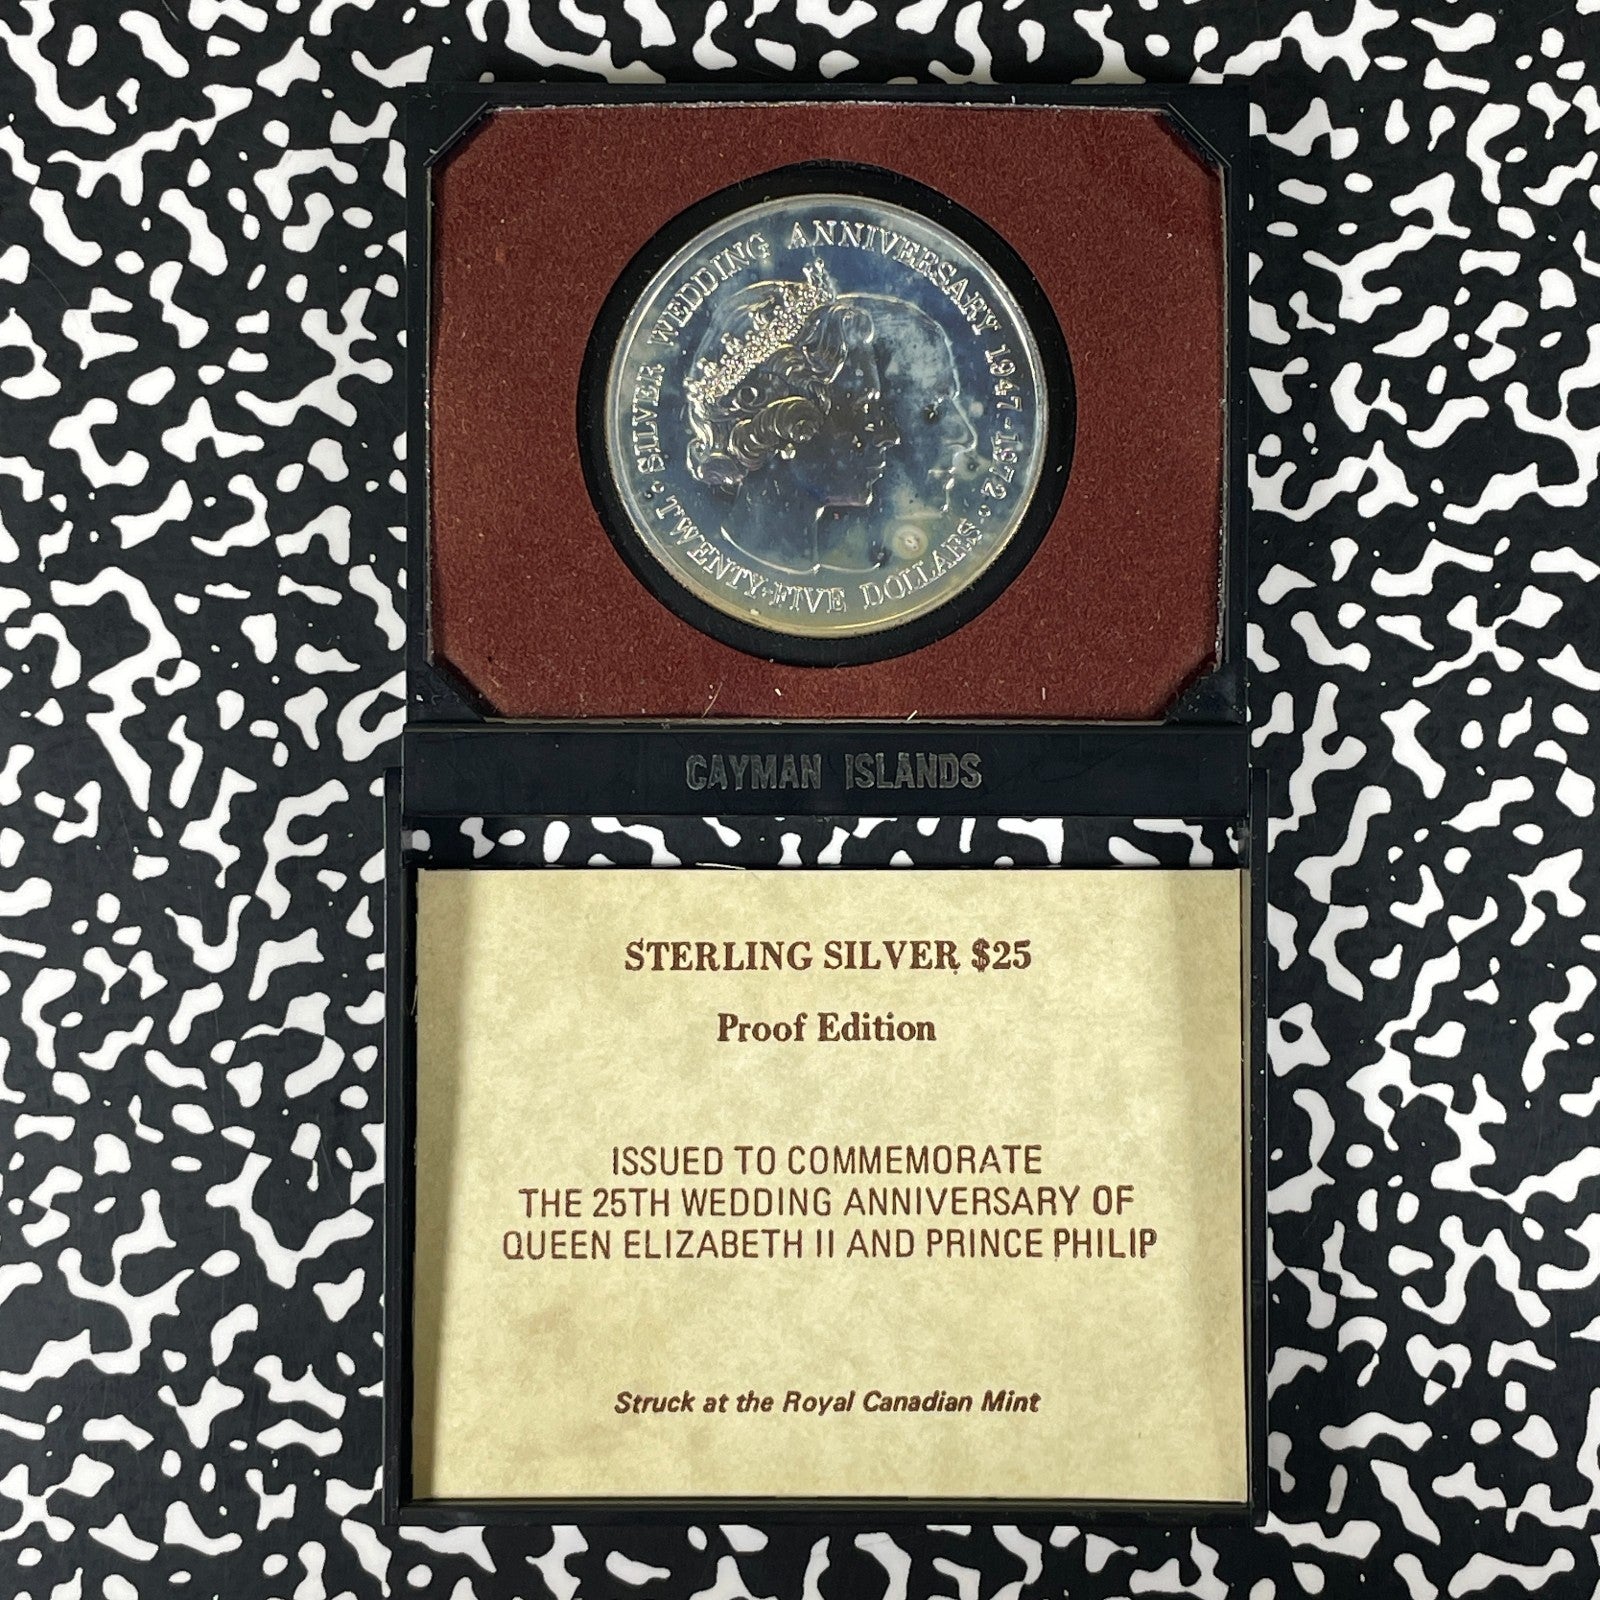 SILVER WEDDING ANNIVERSARY 1947-1972
TWENTY-FIVE DOLLARS
CAYMAN ISLANDS
STERLING SILVER $25
Proof Edition
ISSUED TO COMMEMORATE
THE 25TH WEDDING ANNIVERSARY OF
QUEEN ELIZABETH II AND PRINCE PHILIP
Struck at the Royal Canadian Mint